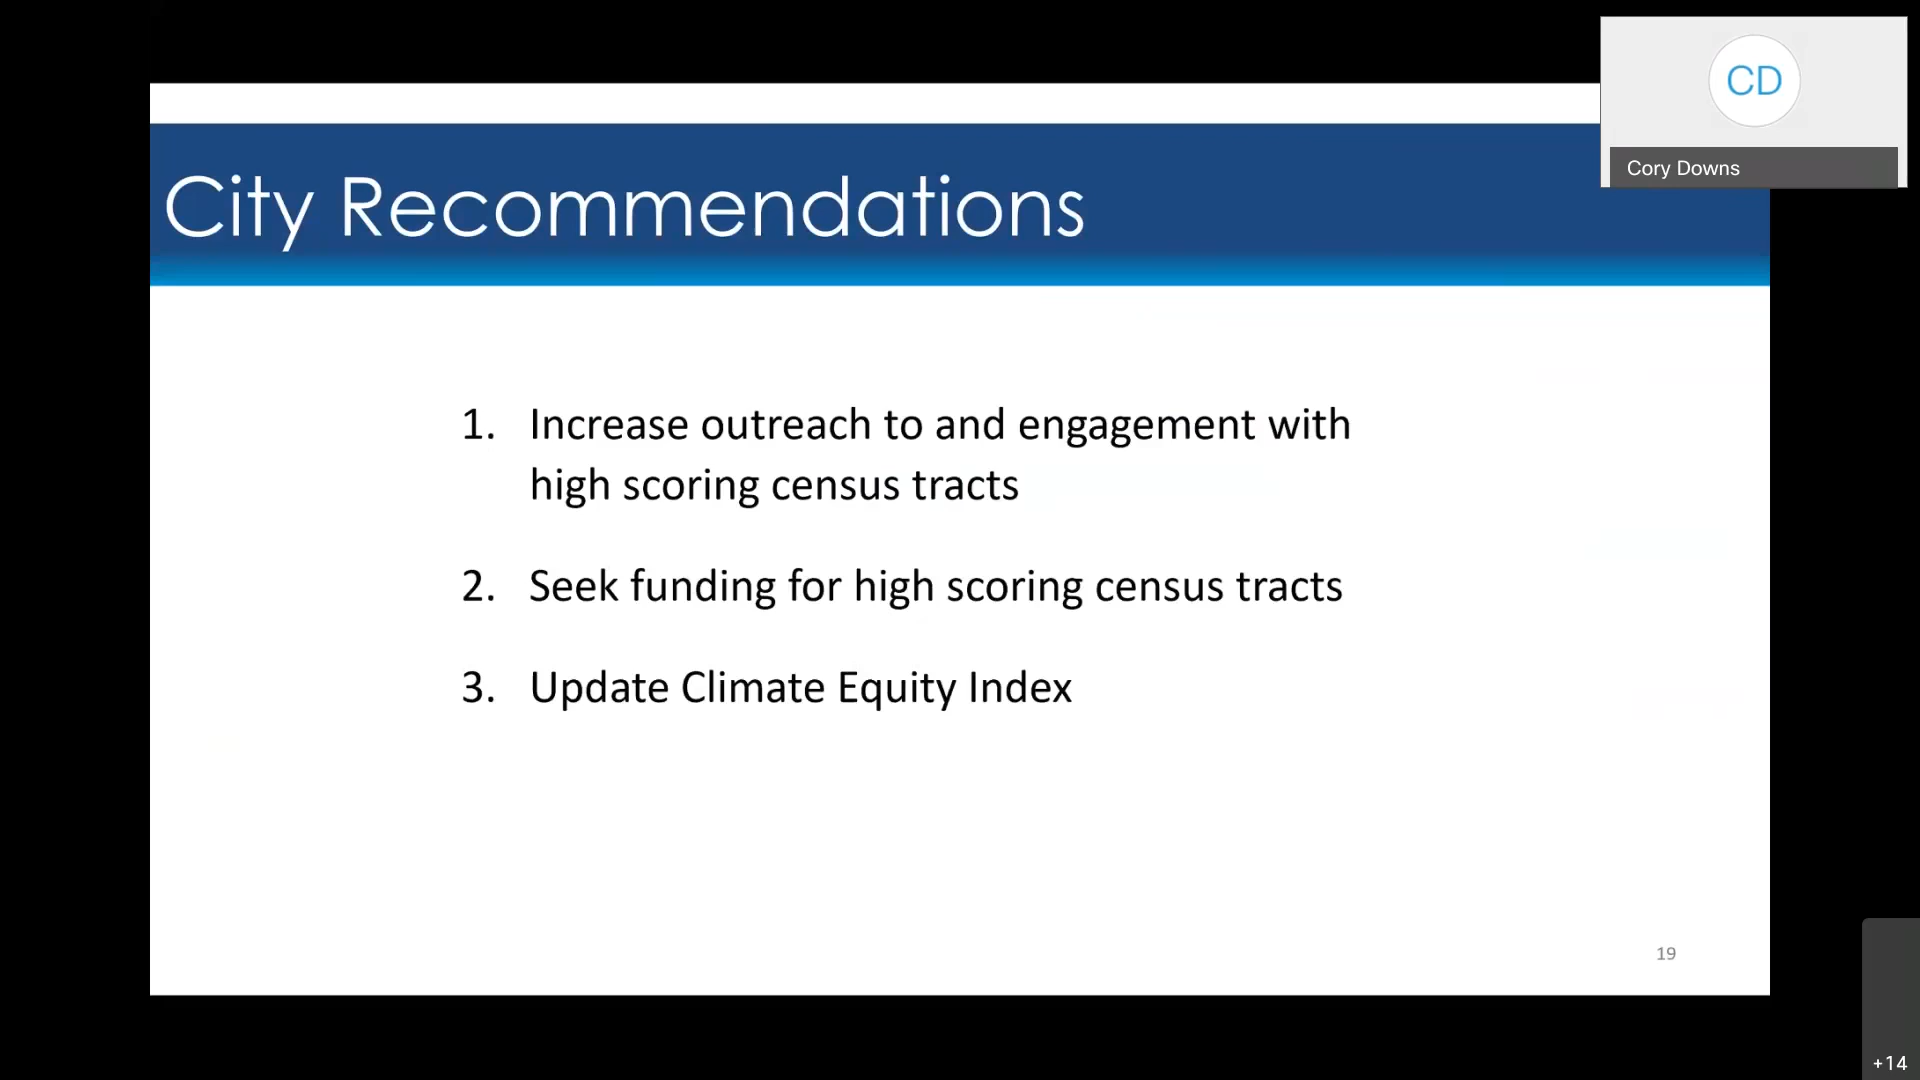 CD
Cory Downs
City Recommendations
1. Increase outreach to and engagement with
high scoring census tracts
2. Seek funding for high scoring census tracts
3. Update Climate Equity Index
19
+14